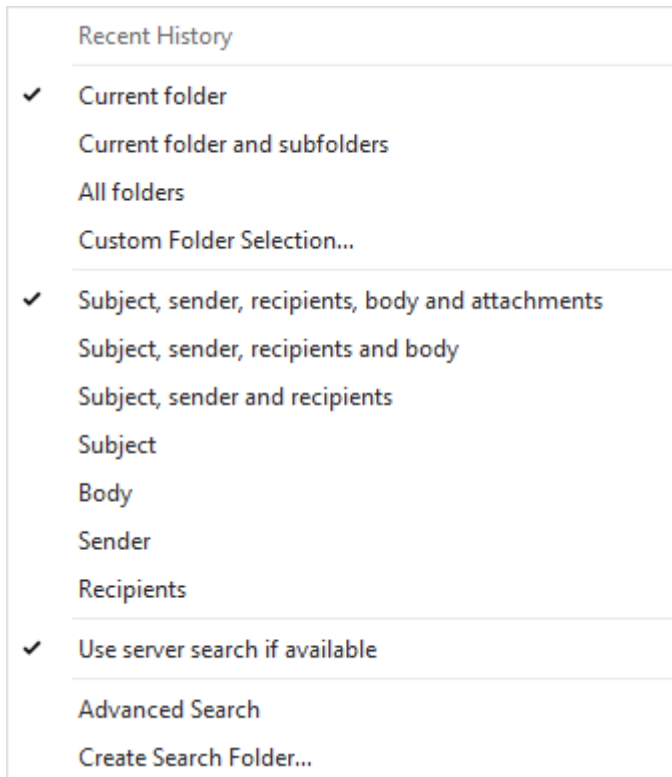 Recent History
Current folder
Current folder and subfolders
All folders
Custom Folder Selection...
Subject, sender, recipients, body and attachments
Subject, sender, recipients and body
Subject, sender and recipients
Subject
Body
Sender
Recipients
Use server search if available
Advanced Search
Create Search Folder...